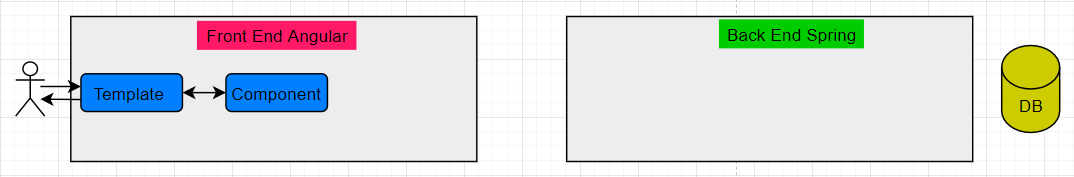 Front End Angular
Back End Spring
Template
Component
DB